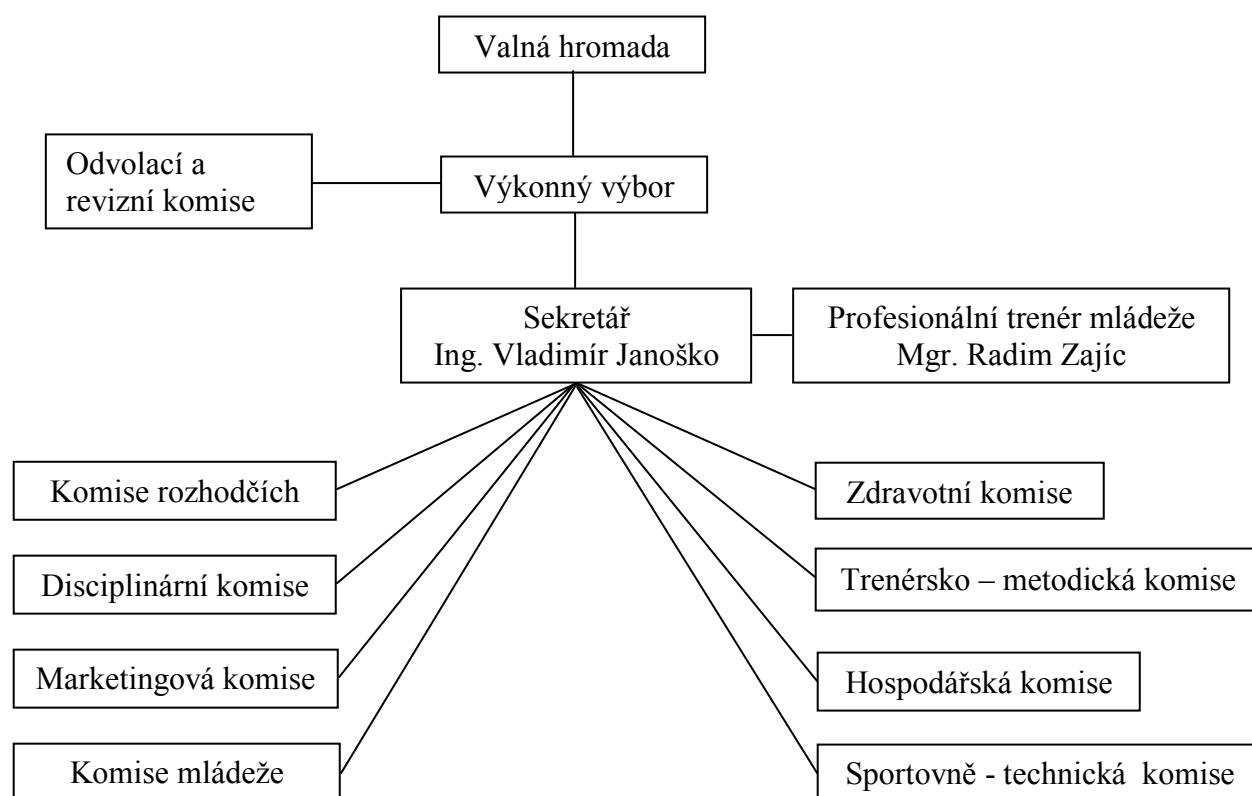 Valná hromada
Odvolací a
revizní komise
Výkonný výbor
Sekretář
Ing. Vladimír Janoško
Profesionální trenér mládeže
Mgr. Radim Zajíc
Komise rozhodčích
Zdravotní komise
Disciplinární komise
Trenérsko – metodická komise
Marketingová komise
Hospodářská komise
Komise mládeže
Sportovně - technická komise